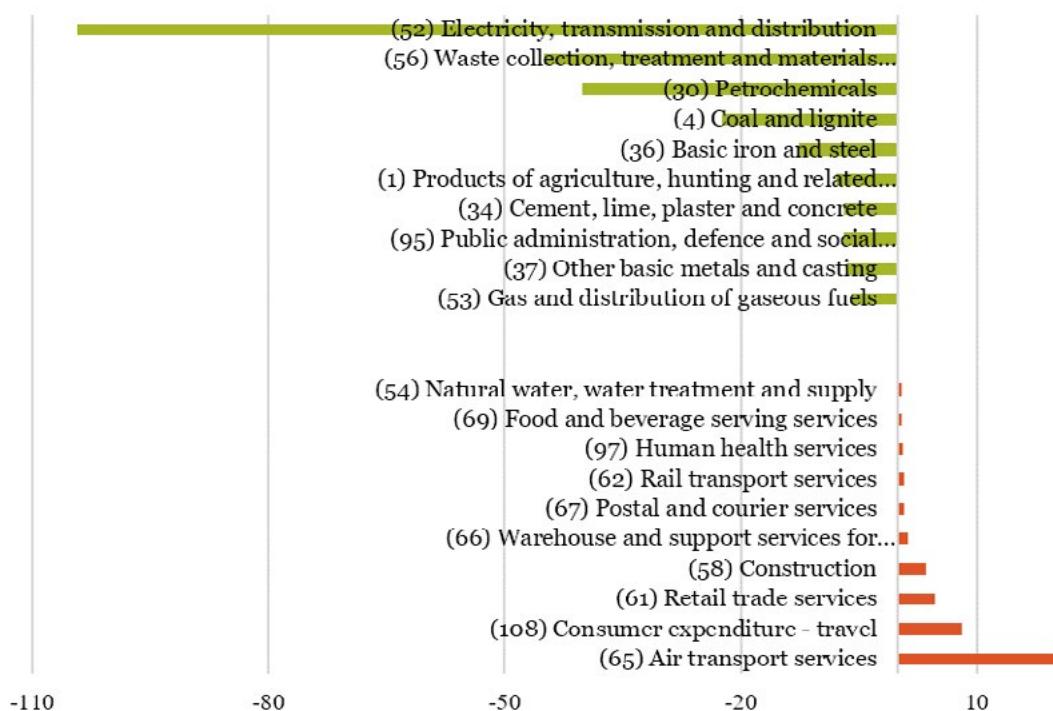 (52) Electricity, transmission and distribution
(56) Waste collection, treatment and materials...
(30) Petrochemicals
(4) Coal and lignite
(36) Basic iron and steel
(1) Products of agriculture, hunting and related...
(34) Cement, lime, plaster and concrete
(95) Public administration, defence and social...
(37) Other basic metals and casting
(53) Gas and distribution of gaseous fuels
(54) Natural water, water treatment and supply
(69) Food and beverage serving services
(97) Human health services
(62) Rail transport services
(67) Postal and courier services
(66) Warehouse and support services for...
(58) Construction
(61) Retail trade services
(108) Consumer expenditure - travel
(65) Air transport services
-110 -80 -50 -20 10